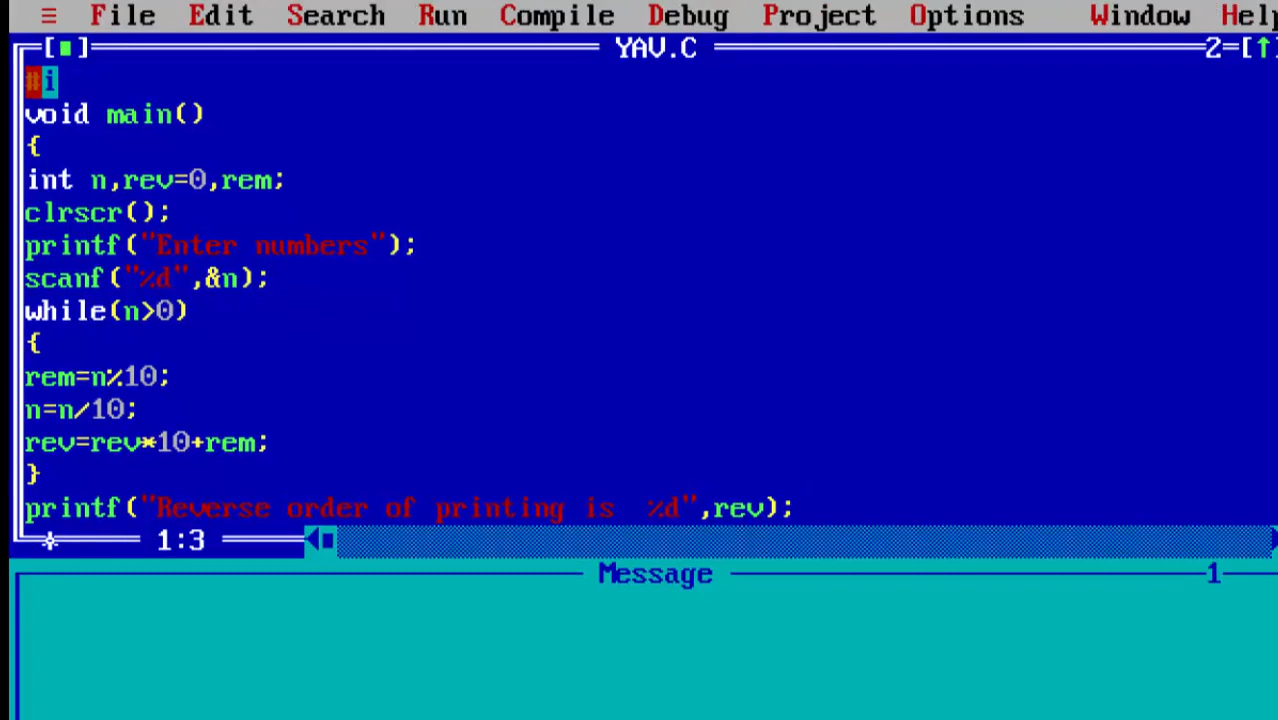 ≡ File Edit Search Run Compile Debug Project Options Window Help
[■] YAV.C 2=[↑]
#i
void main()
{
int n,rev=0,rem;
clrscr();
printf("Enter numbers");
scanf("%d",&n);
while(n>0)
{
rem=n%10;
n=n/10;
rev=rev*10+rem;
}
printf("Reverse order of printing is  %d",rev);
1:3
Message 1